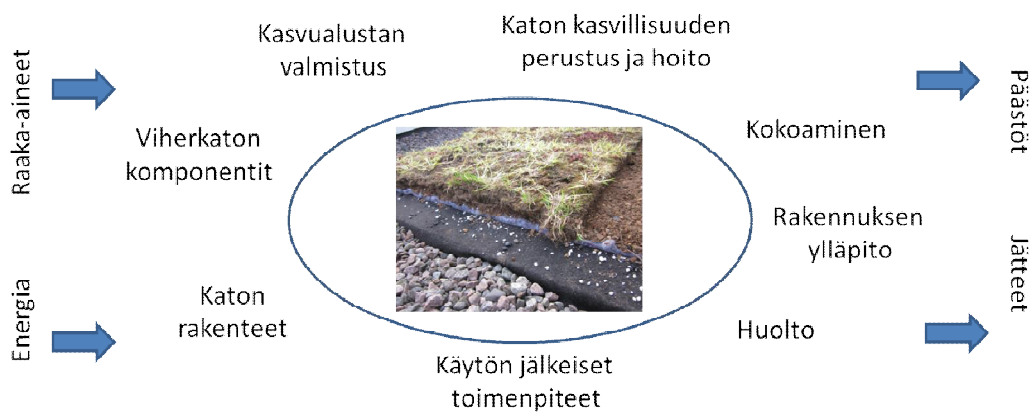 Raaka-aineet
Energia
Kasvualustan
valmistus
Katon kasvillisuuden
perustus ja hoito
Viherkaton
komponentit
Kokoaminen
Rakennuksen
ylläpito
Katon
rakenteet
Huolto
Käytön jälkeiset
toimenpiteet
Päästöt
Jätteet